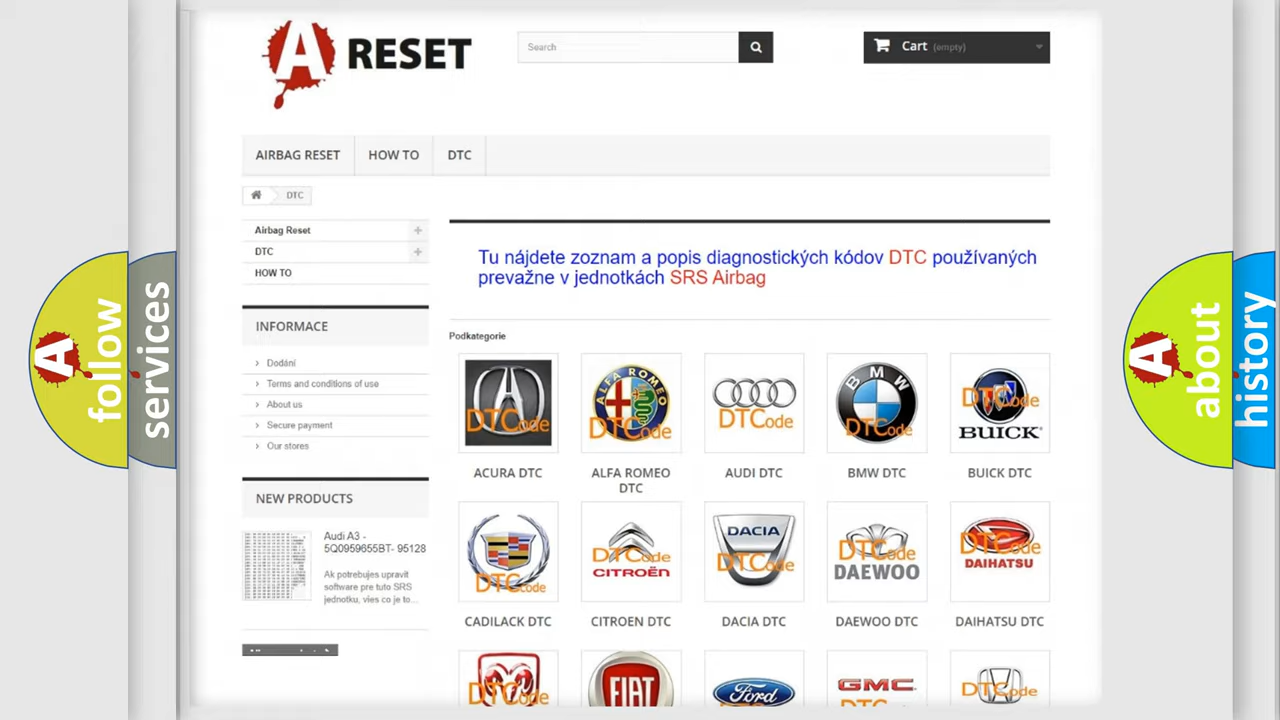 A RESET
Search
Cart (empty)
AIRBAG RESET
HOW TO
DTC
DTC
Airbag Reset
DTC
HOW TO
Tu nájdete zoznam a popis diagnostických kódov DTC používaných
prevažne v jednotkách SRS Airbag
INFORMACE
Dodání
Terms and conditions of use
About us
Secure payment
Our stores
NEW PRODUCTS
Audi A3 -
5Q0959655BT- 95128
Ak potrebujes upravit
software pre tuto SRS
jednotku, vies co je to...
Podkategorie
DTCode
ALFA ROMEO
DTCode
DTCode
BMW
DTCode
DTCode
BUICK
ACURA DTC
ALFA ROMEO
DTC
AUDI DTC
BMW DTC
BUICK DTC
DTCode
DTCode
CITROËN
DACIA
DTCode
DTCode
DAEWOO
DTCode
DAIHATSU
CADILACK DTC
CITROEN DTC
DACIA DTC
DAEWOO DTC
DAIHATSU DTC
DTCode
FIAT
Ford
GMC
DTCode
A follow
services
A about
history